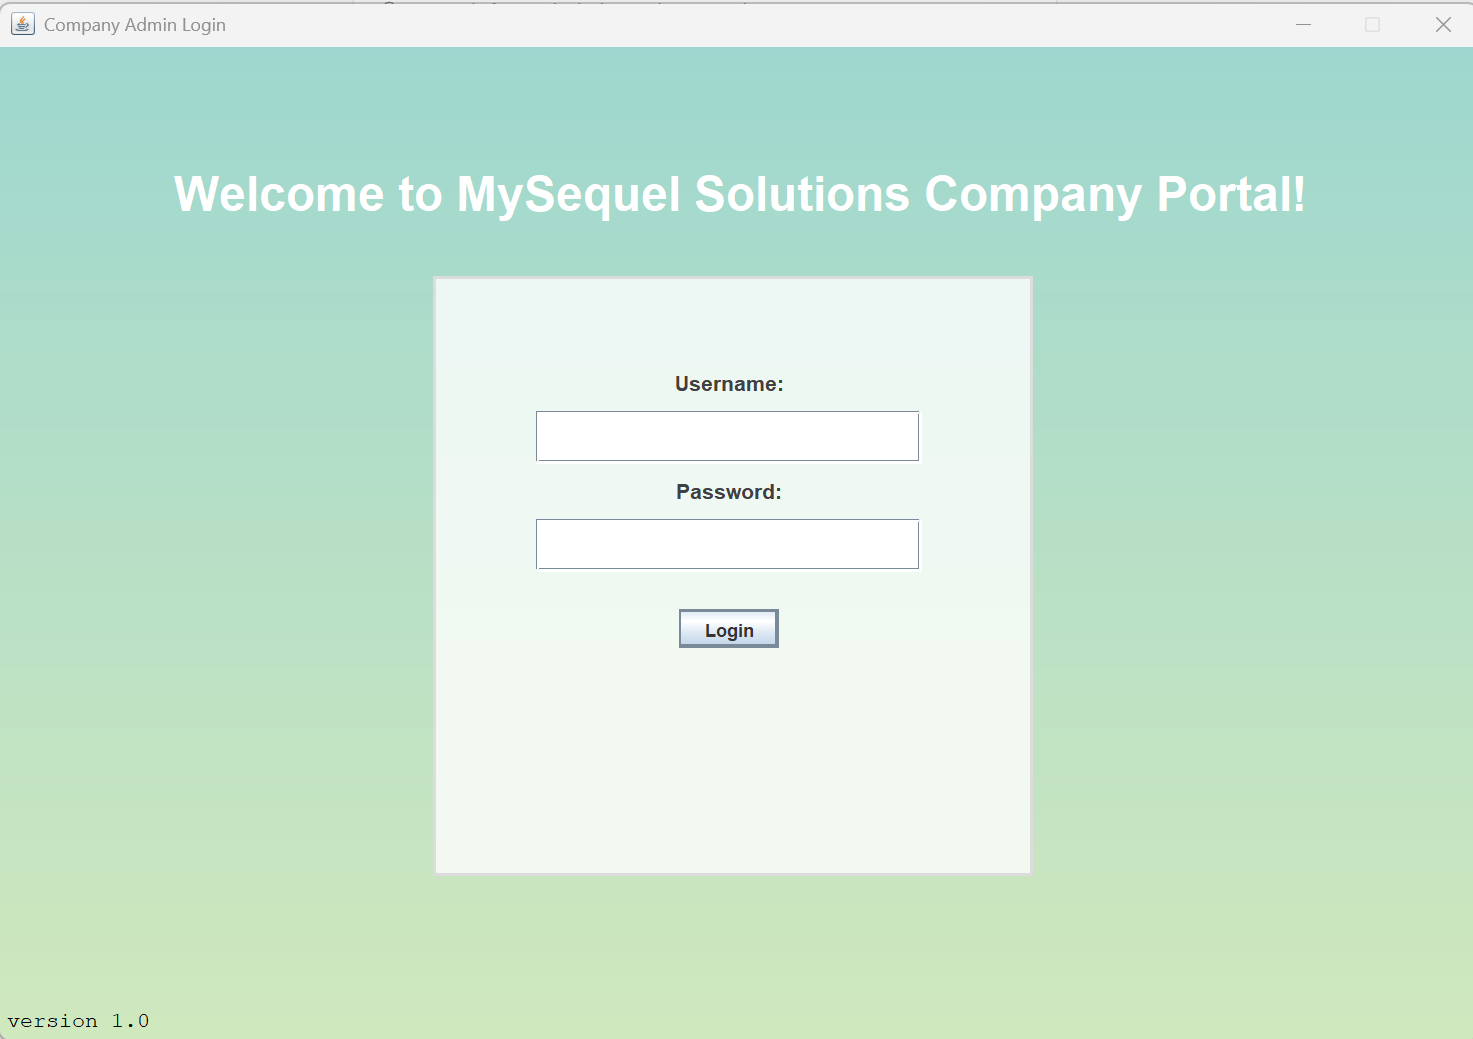 Company Admin Login
Welcome to MySequel Solutions Company Portal!
Username:
Password:
Login
version 1.0